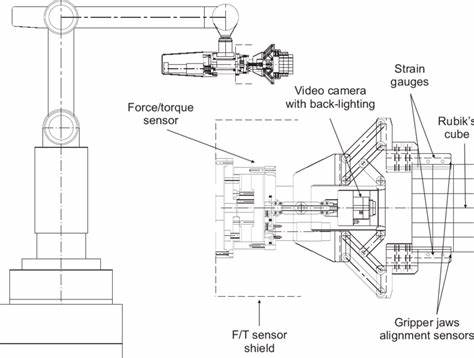 Strain
gauges
Video camera
with back-lighting
Force/torque
sensor
Rubik's
cube
F/T sensor
shield
Gripper jaws
alignment sensors